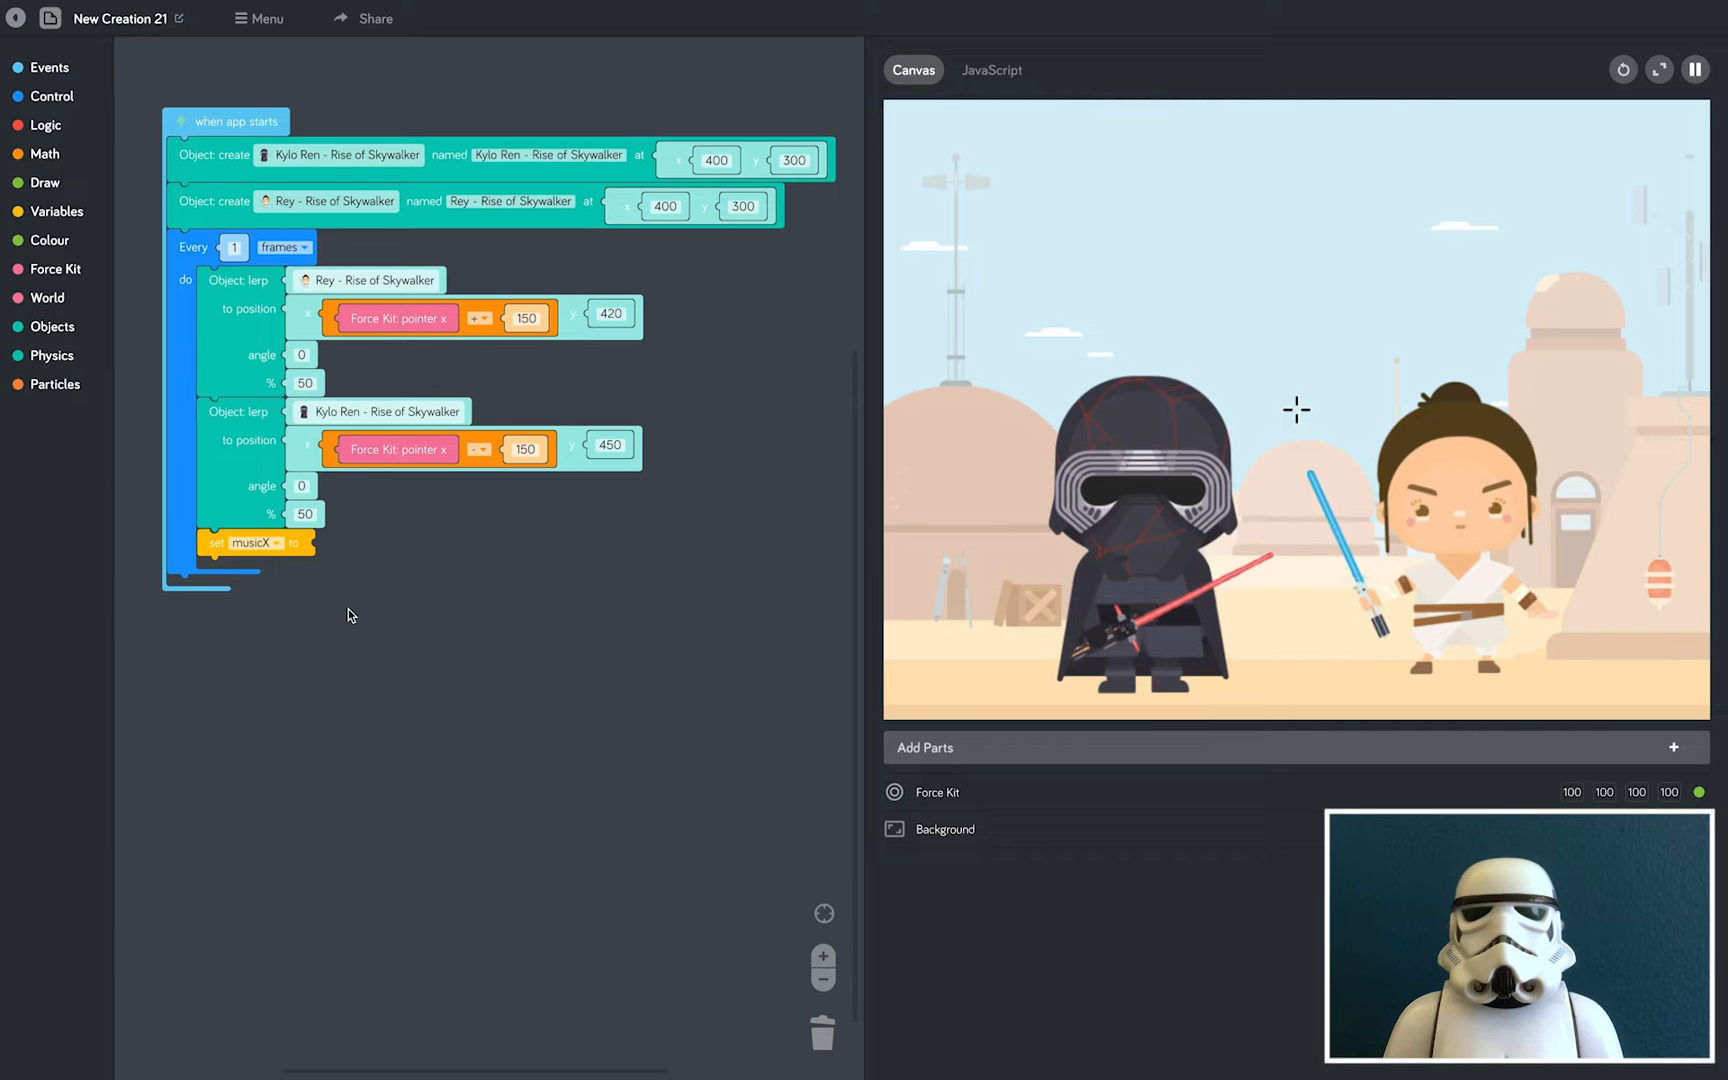 New Creation 21
Menu
Share
Events
Control
Logic
Math
Draw
Variables
Colour
Force Kit
World
Objects
Physics
Particles
when app starts
Object: create Kylo Ren - Rise of Skywalker named Kylo Ren - Rise of Skywalker at x 400 y 300
Object: create Rey - Rise of Skywalker named Rey - Rise of Skywalker at x 400 y 300
Every 1 frames
do Object: lerp Rey - Rise of Skywalker
to position x Force Kit: pointer x + 150 y 420
angle 0
% 50
Object: lerp Kylo Ren - Rise of Skywalker
to position x Force Kit: pointer x - 150 y 450
angle 0
% 50
set musicX to
Canvas
JavaScript
Add Parts +
Force Kit 100 100 100 100
Background